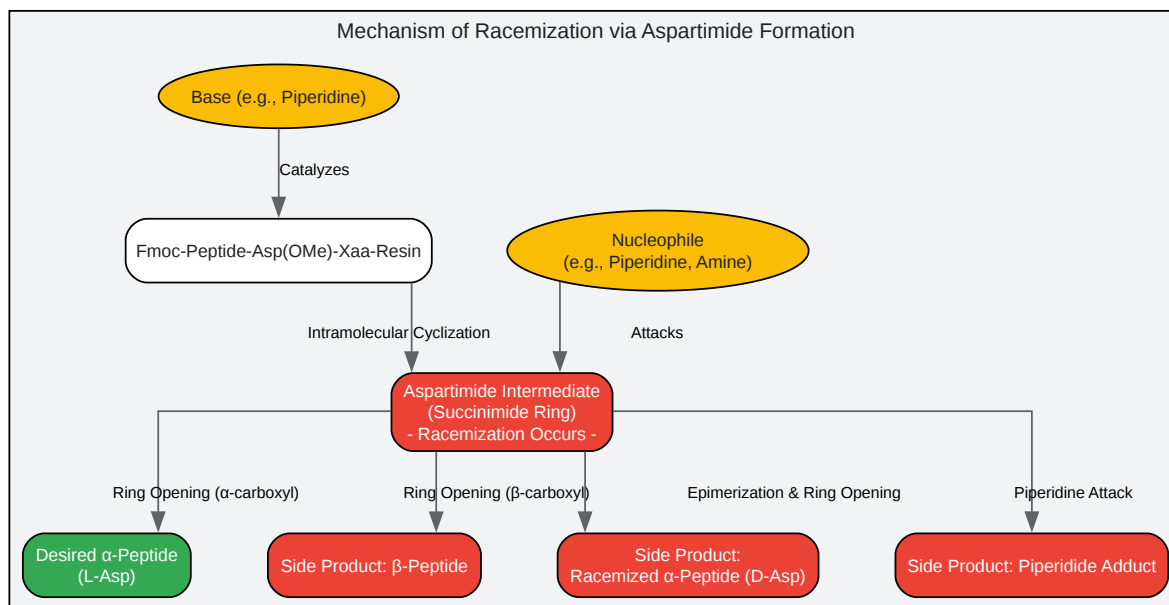 Mechanism of Racemization via Aspartimide Formation
Base (e.g., Piperidine)
Catalyzes
Fmoc-Peptide-Asp(OMe)-Xaa-Resin
Nucleophile
(e.g., Piperidine, Amine)
Intramolecular Cyclization
Attacks
Aspartimide Intermediate
(Succinimide Ring)
- Racemization Occurs -
Ring Opening (α-carboxyl)
Ring Opening (β-carboxyl)
Epimerization & Ring Opening
Piperidine Attack
Desired α-Peptide
(L-Asp)
Side Product: β-Peptide
Side Product:
Racemized α-Peptide (D-Asp)
Side Product: Piperidide Adduct